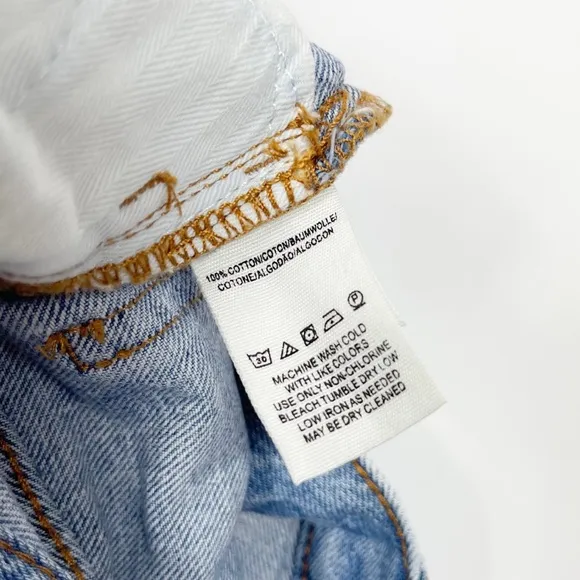 100% COTTON/COTON/BAUMWOLLE/
COTONE/ALGODÃO/ALGODON
30
P
MACHINE WASH COLD
WITH LIKE COLORS
USE ONLY NON-CHLORINE
BLEACH TUMBLE DRY LOW
LOW IRON AS NEEDED
MAY BE DRY CLEANED